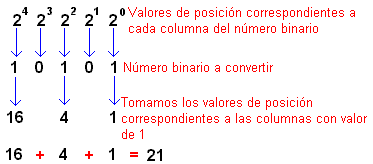 2⁴ 2³ 2² 2¹ 2⁰ Valores de posición correspondientes a
cada columna del número binario
1 0 1 0 1 Número binario a convertir
Tomamos los valores de posición
16 4 1 correspondientes a las columnas con valor
de 1
16 + 4 + 1 = 21